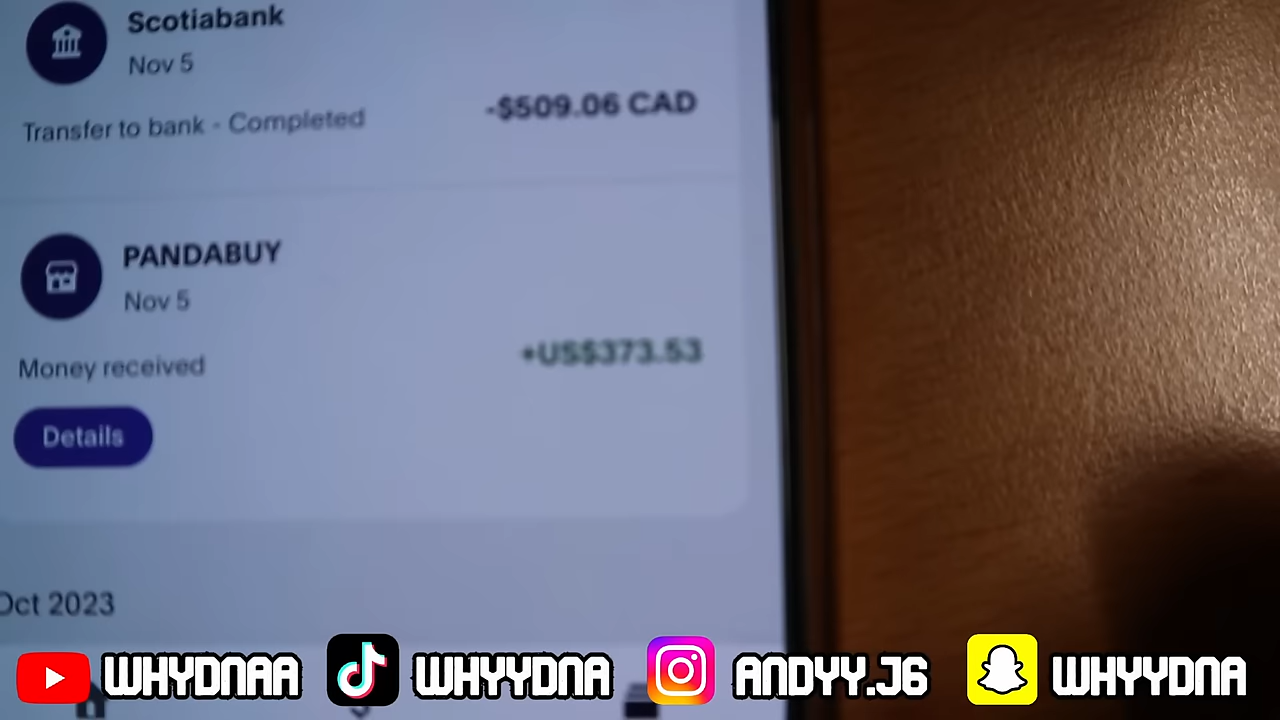 Scotiabank
Nov 5
-$509.06 CAD
Transfer to bank - Completed
PANDABUY
Nov 5
+US$373.53
Money received
Details
Oct 2023
WHYDNAA WHYYDNA ANDYY.J6 WHYYDNA